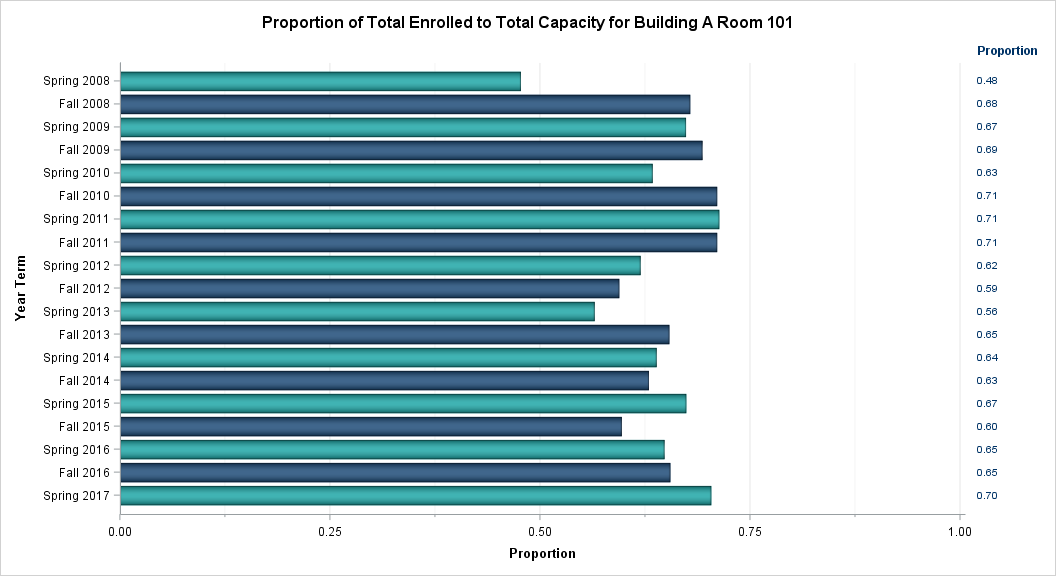 Proportion of Total Enrolled to Total Capacity for Building A Room 101
Proportion
Spring 2008 0.48
Fall 2008 0.68
Spring 2009 0.67
Fall 2009 0.69
Spring 2010 0.63
Fall 2010 0.71
Spring 2011 0.71
Fall 2011 0.71
Spring 2012 0.62
Fall 2012 0.59
Spring 2013 0.56
Fall 2013 0.65
Spring 2014 0.64
Fall 2014 0.63
Spring 2015 0.67
Fall 2015 0.60
Spring 2016 0.65
Fall 2016 0.65
Spring 2017 0.70
Year Term
0.00 0.25 0.50 0.75 1.00
Proportion